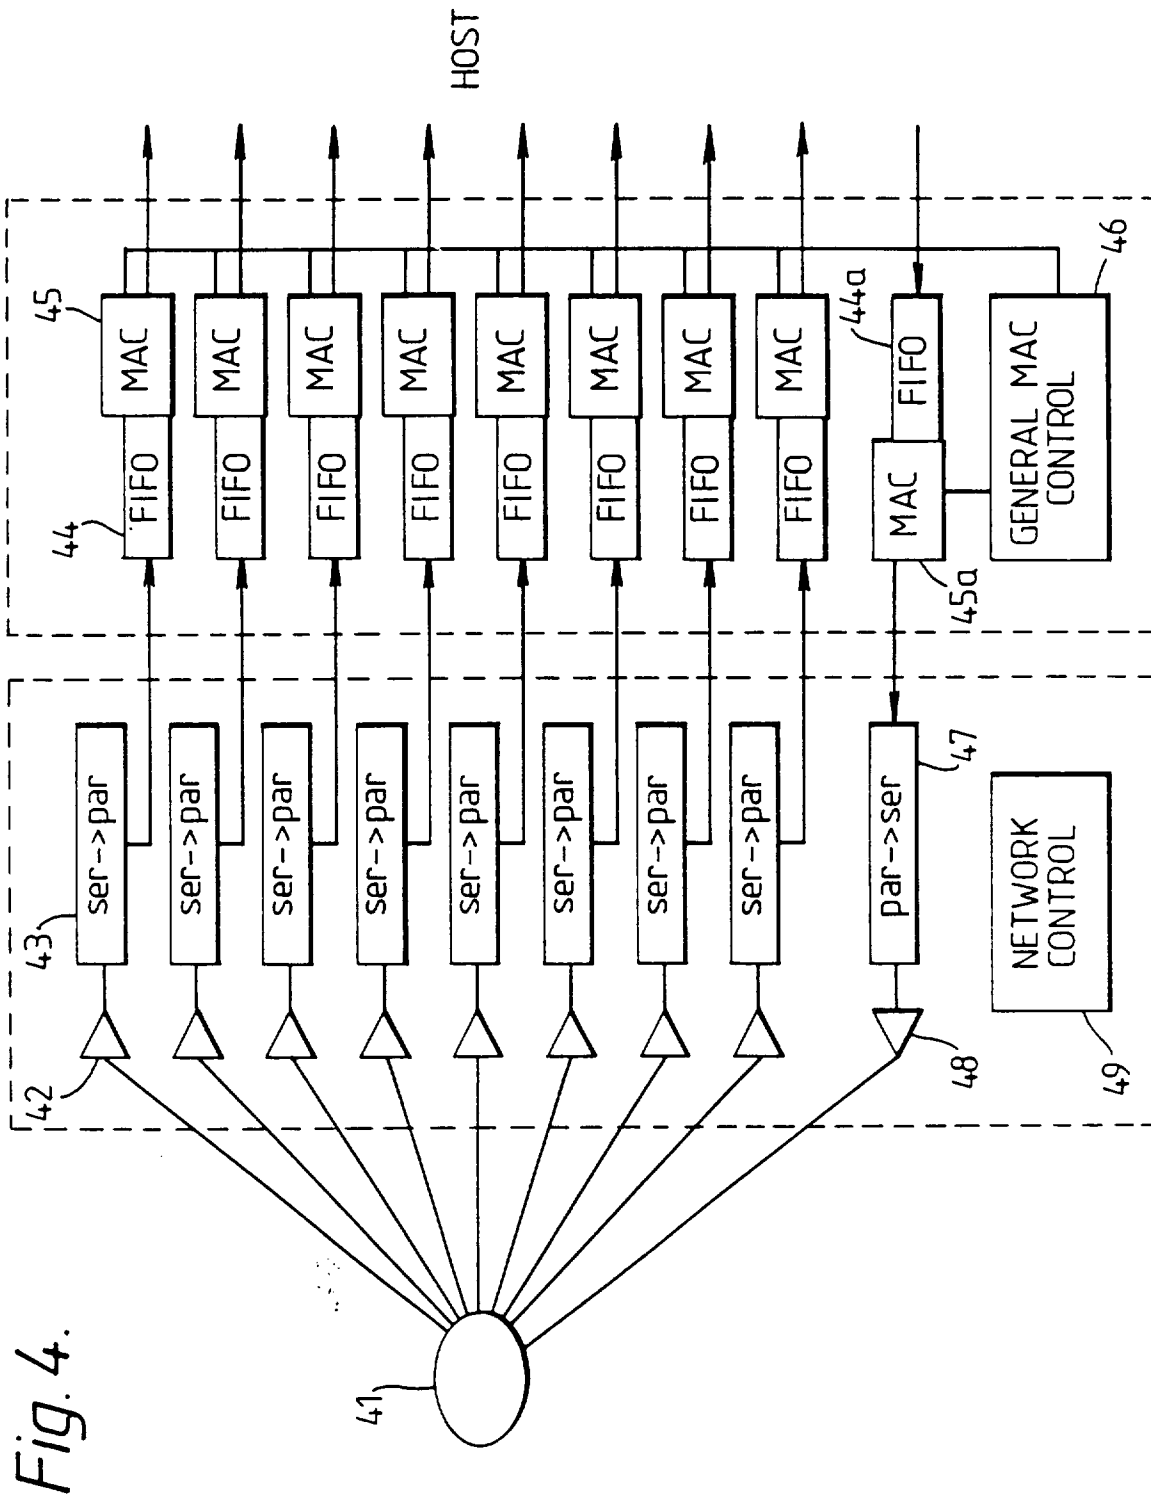 Fig. 4.
41
42
43
ser->par
ser->par
ser->par
ser->par
ser->par
ser->par
ser->par
ser->par
44
FIFO
FIFO
FIFO
FIFO
FIFO
FIFO
FIFO
FIFO
45
MAC
MAC
MAC
MAC
MAC
MAC
MAC
MAC
HOST
48
par->ser
47
MAC
45a
FIFO
44a
NETWORK
CONTROL
49
GENERAL MAC
CONTROL
46